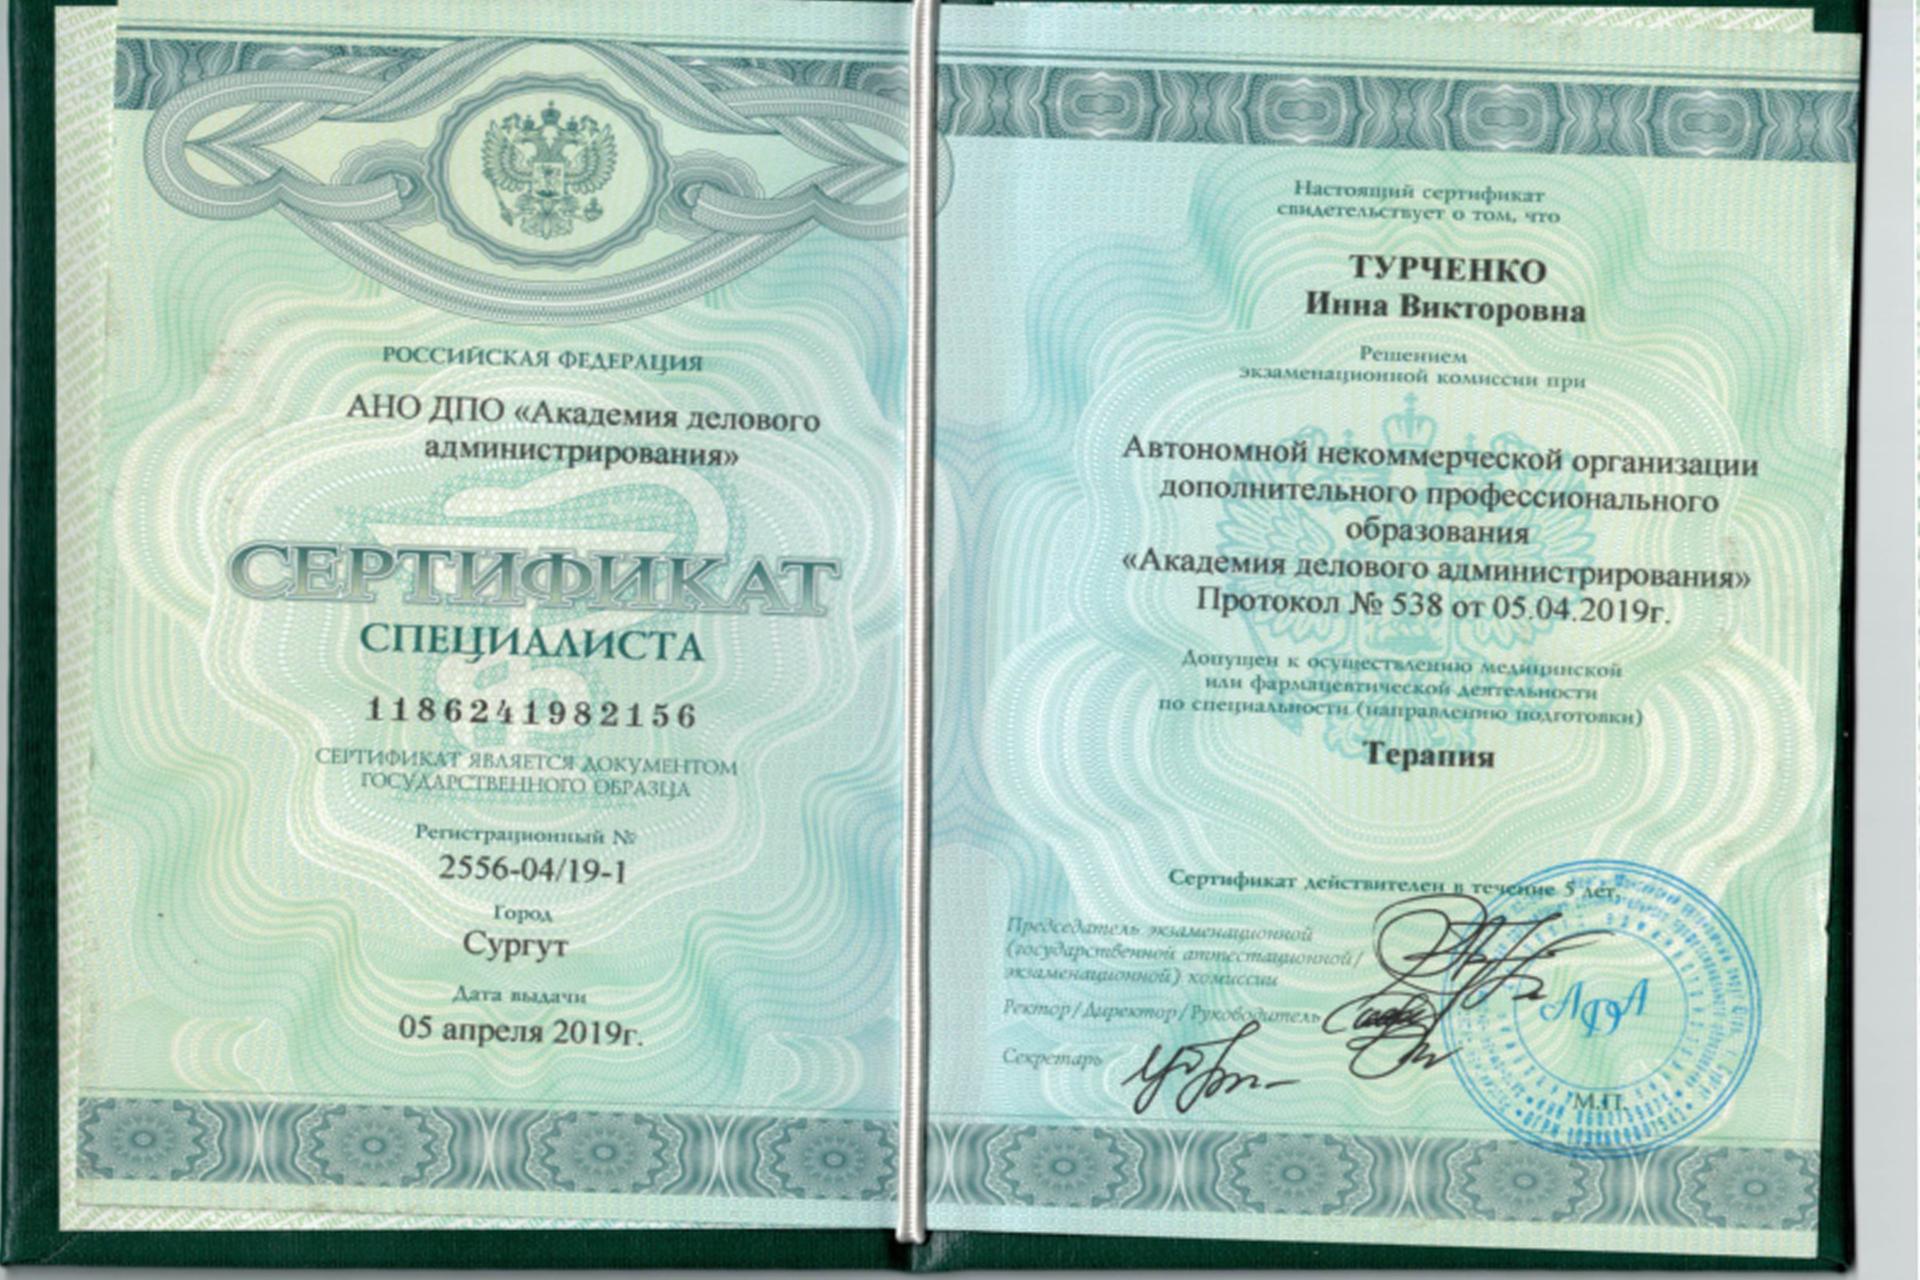 РОССИЙСКАЯ ФЕДЕРАЦИЯ
АНО ДПО «Академия делового
администрирования»
СЕРТИФИКАТ
СПЕЦИАЛИСТА
1186241982156
СЕРТИФИКАТ ЯВЛЯЕТСЯ ДОКУМЕНТОМ
ГОСУДАРСТВЕННОГО ОБРАЗЦА
Регистрационный №
2556-04/19-1
Город
Сургут
Дата выдачи
05 апреля 2019г.
Настоящий сертификат
свидетельствует о том, что
ТУРЧЕНКО
Инна Викторовна
Решением
экзаменационной комиссии при
Автономной некоммерческой организации
дополнительного профессионального
образования
«Академия делового администрирования»
Протокол № 538 от 05.04.2019г.
Допущен к осуществлению медицинской
или фармацевтической деятельности
по специальности (направлению подготовки)
Терапия
Сертификат действителен в течение 5 лет.
Председатель экзаменационной
(государственной аттестационной/
экзаменационной) комиссии
Ректор/Директор/Руководитель
Секретарь
М.П.